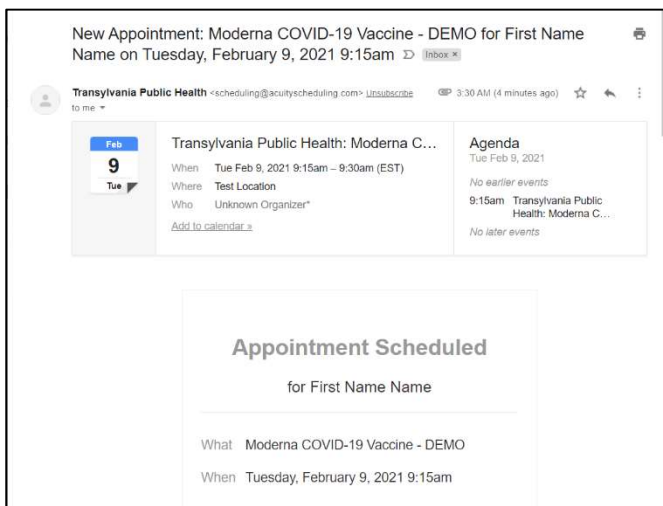 New Appointment: Moderna COVID-19 Vaccine - DEMO for First Name
Name on Tuesday, February 9, 2021 9:15am Inbox ×
Transylvania Public Health <scheduling@acuityscheduling.com> Unsubscribe 3:30 AM (4 minutes ago)
to me
Feb
9
Tue
Transylvania Public Health: Moderna C...
When Tue Feb 9, 2021 9:15am – 9:30am (EST)
Where Test Location
Who Unknown Organizer*
Add to calendar »
Agenda
Tue Feb 9, 2021
No earlier events
9:15am Transylvania Public
Health: Moderna C...
No later events
Appointment Scheduled
for First Name Name
What Moderna COVID-19 Vaccine - DEMO
When Tuesday, February 9, 2021 9:15am